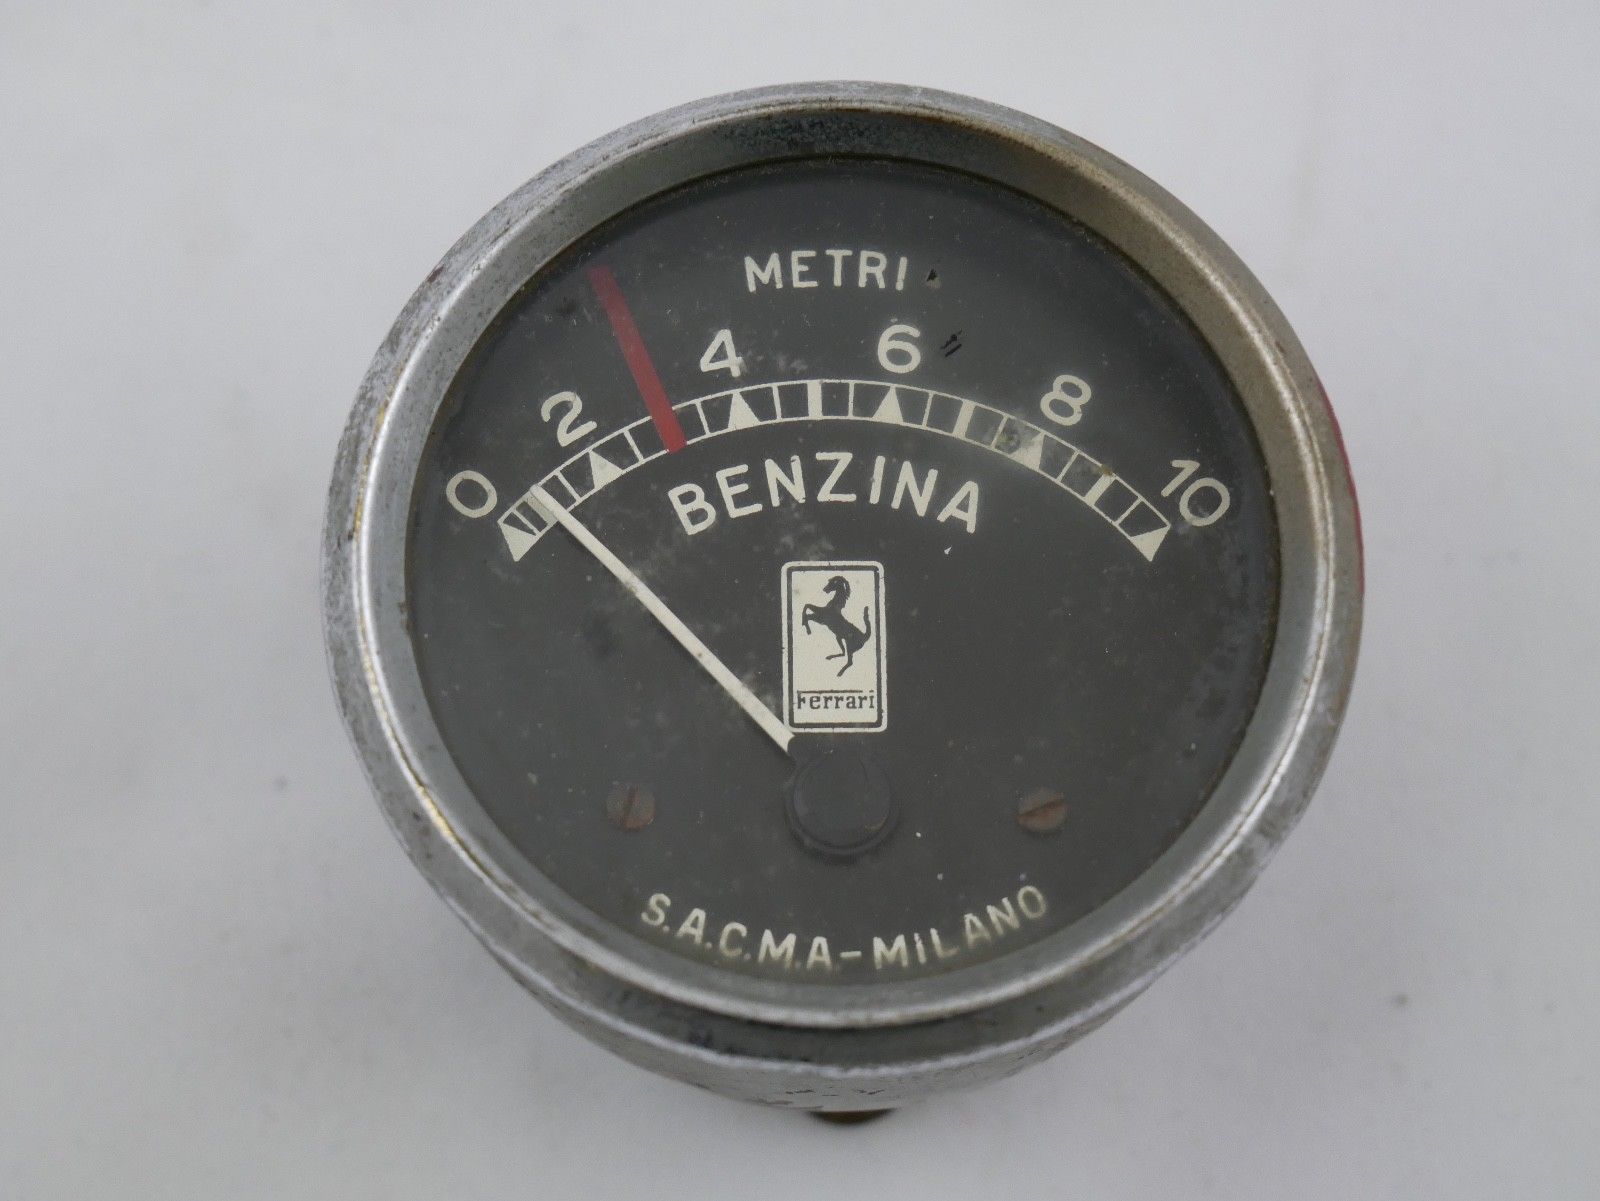 METRI
0 2 4 6 8 10
BENZINA
Ferrari
S.A.C.M.A-MILANO